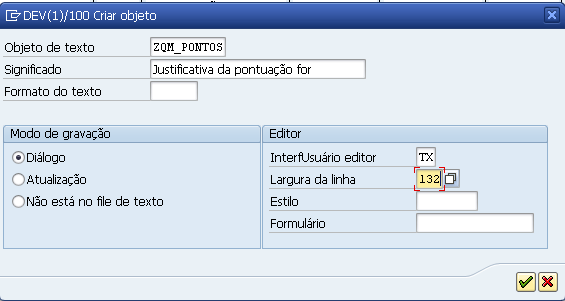 DEV(1)/100 Criar objeto
Objeto de texto ZQM_PONTOS
Significado Justificativa da pontuação for
Formato do texto
Modo de gravação
Diálogo
Atualização
Não está no file de texto
Editor
InterfUsuário editor TX
Largura da linha 132
Estilo
Formulário